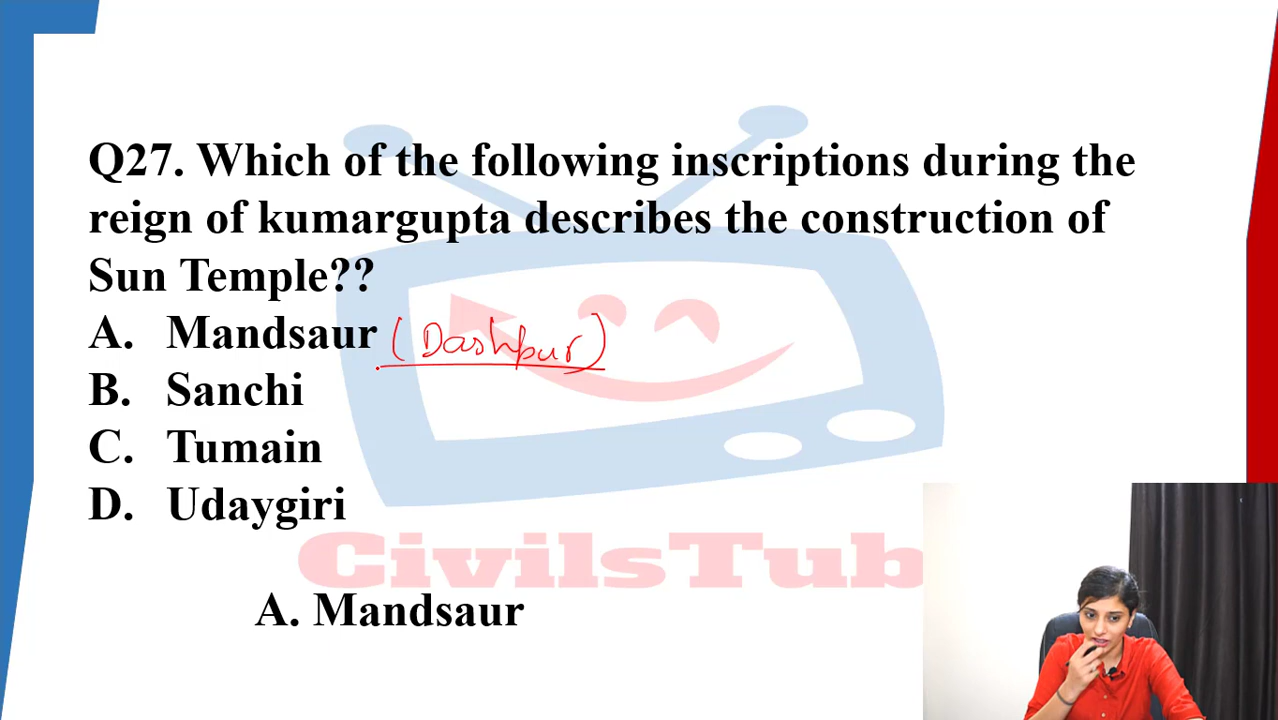 Q27. Which of the following inscriptions during the
reign of kumargupta describes the construction of
Sun Temple??
A. Mandsaur (Dashpur)
B. Sanchi
C. Tumain
D. Udaygiri
CivilsTub
A. Mandsaur